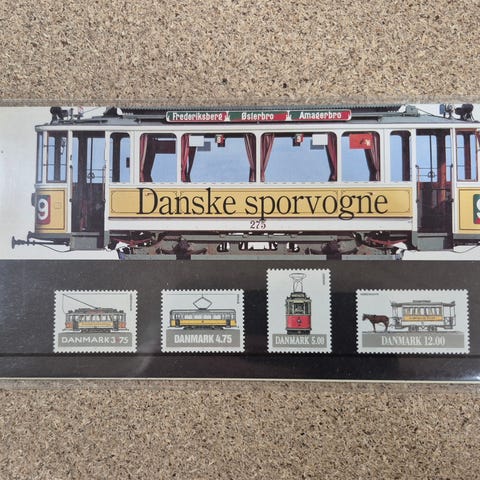 Frederiksberg Østerbro Amagerbro
9
Danske sporvogne
275
9
DANMARK 3.75
DANMARK 4.75
DANMARK 5.00
DANMARK 12.00